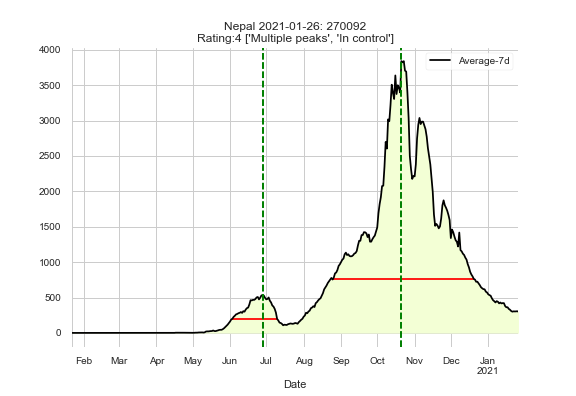 Nepal 2021-01-26: 270092
Rating:4 ['Multiple peaks', 'In control']
Average-7d
4000
3500
3000
2500
2000
1500
1000
500
0
Feb Mar Apr May Jun Jul Aug Sep Oct Nov Dec Jan
2021
Date